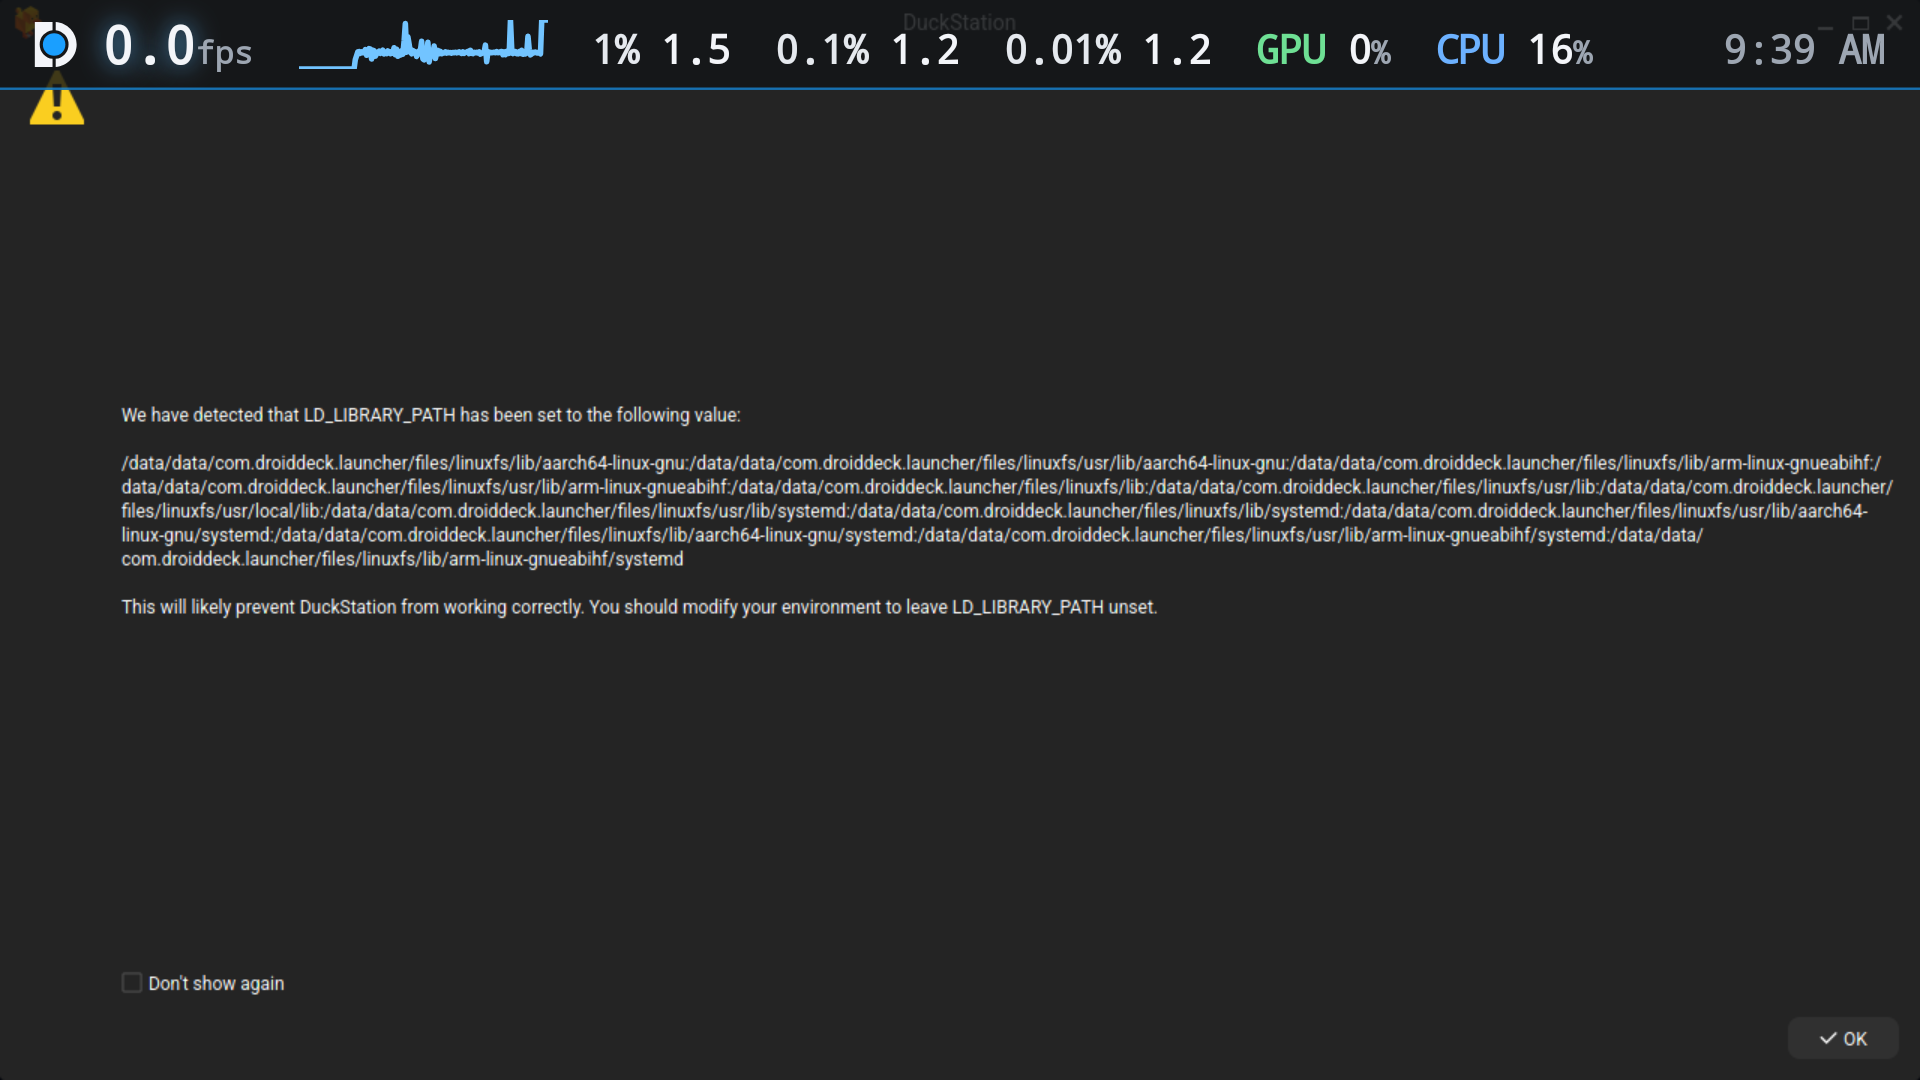 DuckStation
0.0fps 1% 1.5 0.1% 1.2 0.01% 1.2 GPU 0% CPU 16% 9:39 AM
We have detected that LD_LIBRARY_PATH has been set to the following value:
/data/data/com.droiddeck.launcher/files/linuxfs/lib/aarch64-linux-gnu:/data/data/com.droiddeck.launcher/files/linuxfs/usr/lib/aarch64-linux-gnu:/data/data/com.droiddeck.launcher/files/linuxfs/lib/arm-linux-gnueabihf:/
data/data/com.droiddeck.launcher/files/linuxfs/usr/lib/arm-linux-gnueabihf:/data/data/com.droiddeck.launcher/files/linuxfs/lib:/data/data/com.droiddeck.launcher/files/linuxfs/usr/lib:/data/data/com.droiddeck.launcher/
files/linuxfs/usr/local/lib:/data/data/com.droiddeck.launcher/files/linuxfs/usr/lib/systemd:/data/data/com.droiddeck.launcher/files/linuxfs/lib/systemd:/data/data/com.droiddeck.launcher/files/linuxfs/usr/lib/aarch64-
linux-gnu/systemd:/data/data/com.droiddeck.launcher/files/linuxfs/lib/aarch64-linux-gnu/systemd:/data/data/com.droiddeck.launcher/files/linuxfs/usr/lib/arm-linux-gnueabihf/systemd:/data/data/
com.droiddeck.launcher/files/linuxfs/lib/arm-linux-gnueabihf/systemd
This will likely prevent DuckStation from working correctly. You should modify your environment to leave LD_LIBRARY_PATH unset.
Don't show again
OK